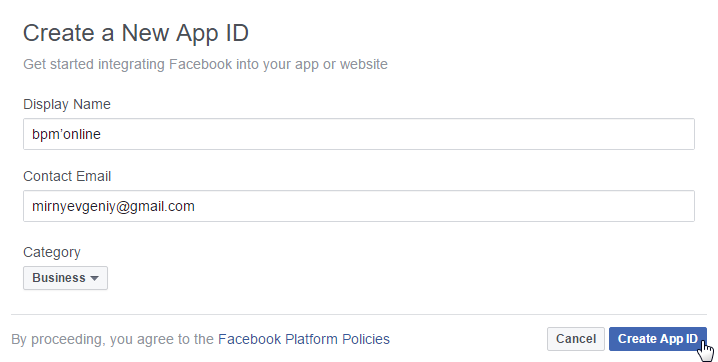 Create a New App ID
Get started integrating Facebook into your app or website
Display Name
bpm'online
Contact Email
mirnyevgeniy@gmail.com
Category
Business
By proceeding, you agree to the Facebook Platform Policies
Cancel
Create App ID